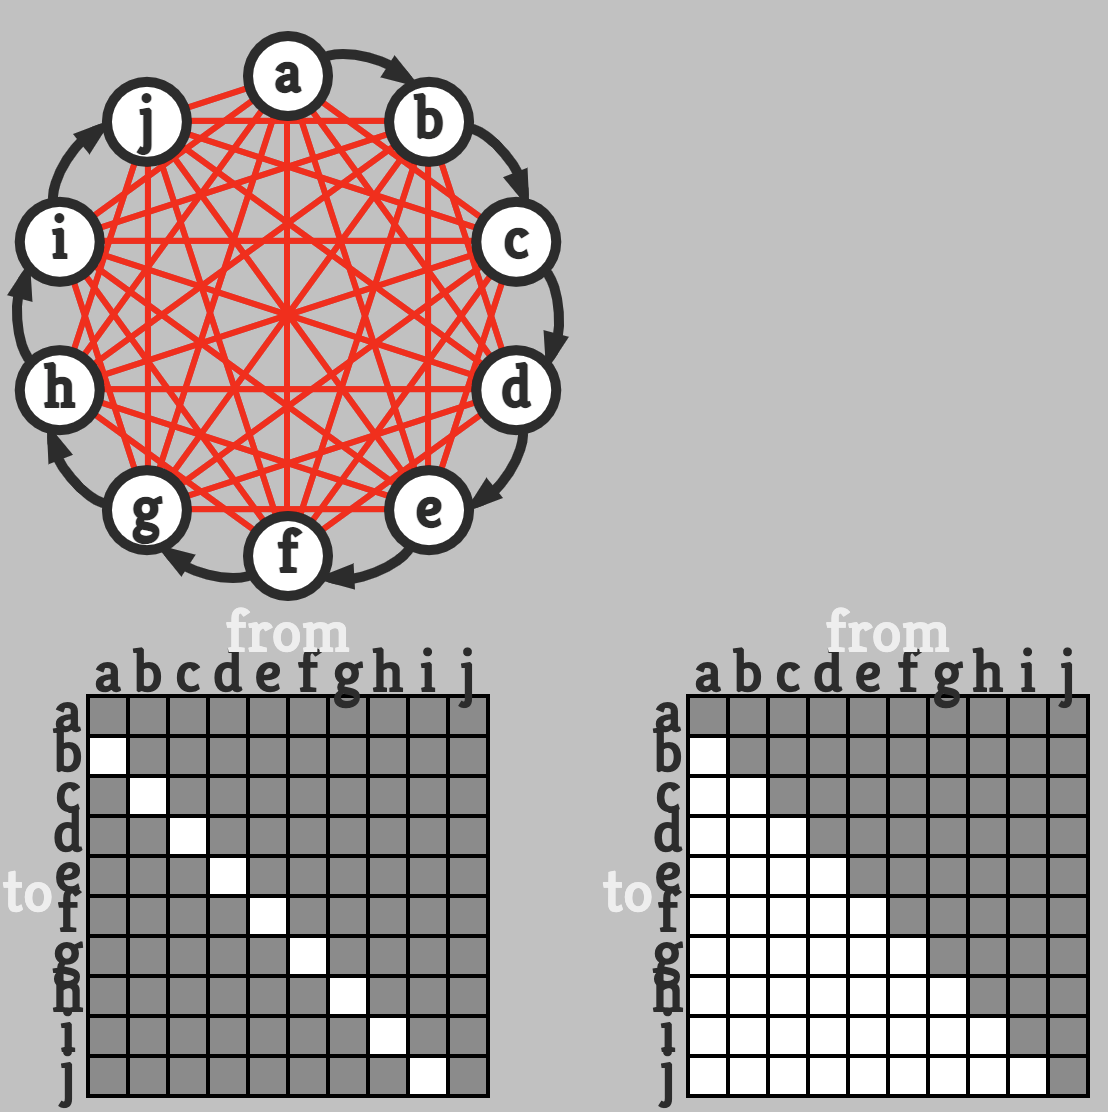 a
j b
i c
h d
g e
f
from from
a b c d e f g h i j a b c d e f g h i j
a a
b b
c c
d d
e e
to to
f f
g g
h h
i i
j j